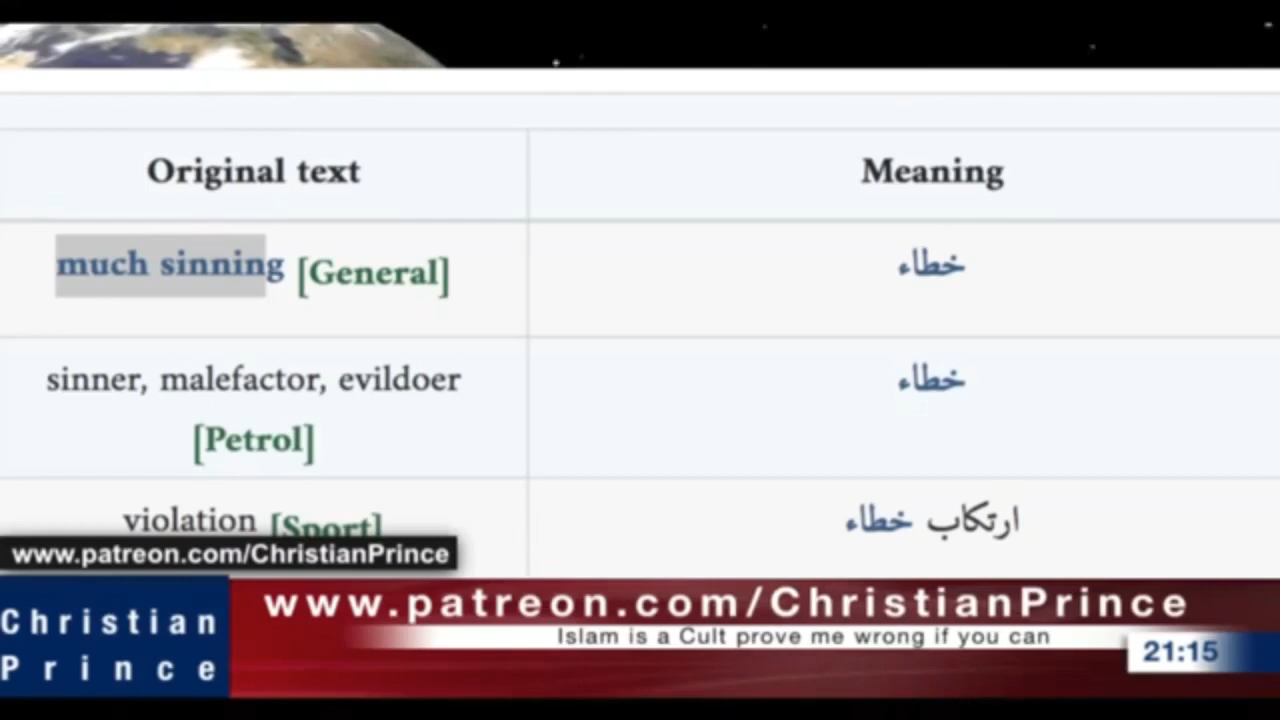 Original text Meaning
much sinning [General] خطاء
sinner, malefactor, evildoer خطاء
[Petrol]
violation [Sport] ارتكاب خطاء
www.patreon.com/ChristianPrince
www.patreon.com/ChristianPrince
Islam is a Cult prove me wrong if you can
Christian
Prince
21:15